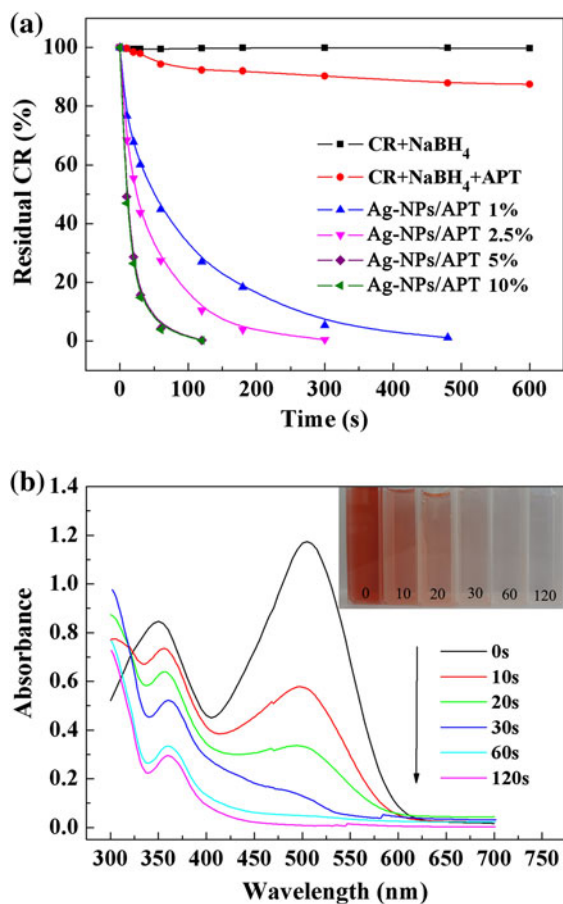 (a)
100
80
60
40
20
0
Residual CR (%)
CR+NaBH4
CR+NaBH4+APT
Ag-NPs/APT 1%
Ag-NPs/APT 2.5%
Ag-NPs/APT 5%
Ag-NPs/APT 10%
0 100 200 300 400 500 600
Time (s)
(b)
1.4
1.2
1.0
0.8
0.6
0.4
0.2
0.0
Absorbance
0 10 20 30 60 120
0s
10s
20s
30s
60s
120s
300 350 400 450 500 550 600 650 700 750
Wavelength (nm)